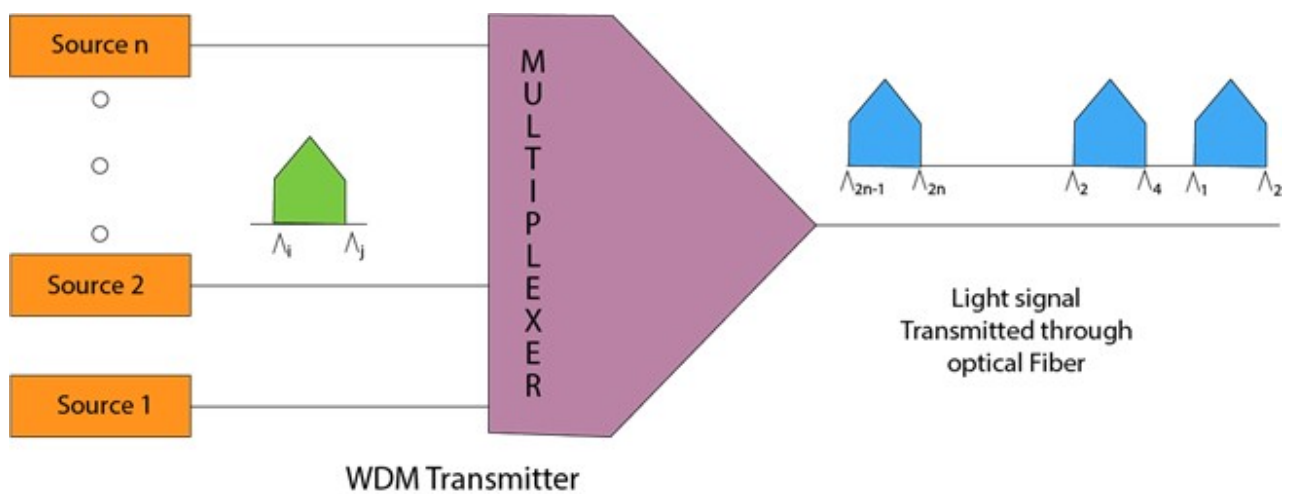 Source n
MULTIPLEXER
Λi Λj
Λ2n-1 Λ2n Λ2 Λ4 Λ1 Λ2
Source 2
Light signal
Transmitted through
optical Fiber
Source 1
WDM Transmitter